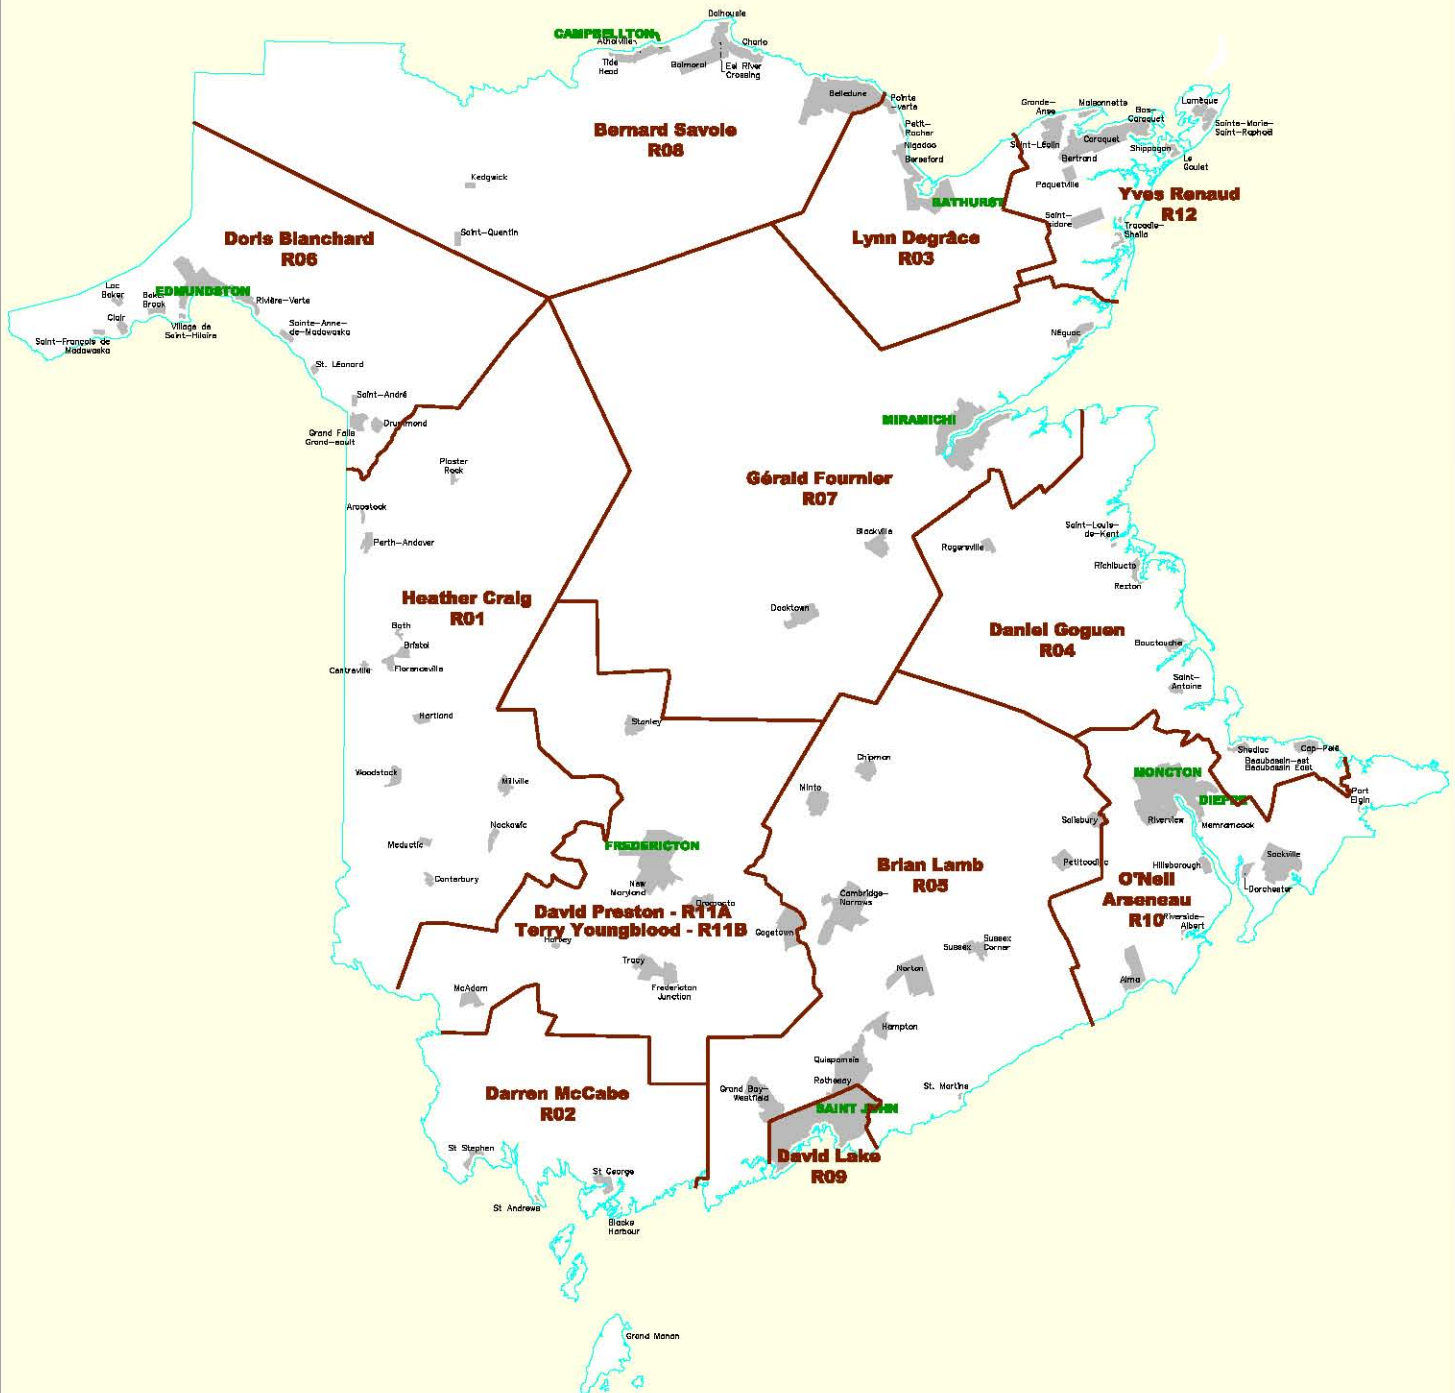 Dalhousie
CAMPBELLTON
Atholville
Charlo
Tide
Head
Balmoral
Eel River
Crossing
Belledune
Pointe
-verte
Petit-
Rocher
Nigadoo
Beresford
BATHURST
Grande-
Anse
Maisonnette
Bas-
Caraquet
Lamèque
Sainte-Marie-
Saint-Raphaël
Saint-Léolin
Caraquet
Bertrand
Shippagan
Le
Goulet
Paquetville
Bernard Savoie
R08
Kedgwick
Saint-Quentin
Yves Renaud
R12
Saint-
Isidore
Tracadie-
Sheila
Doris Blanchard
R06
Lynn Degrâce
R03
Lac
Baker
Baker
Brook
EDMUNDSTON
Rivière-Verte
Clair
Village de
Saint-Hilaire
Sainte-Anne-
de-Madawaska
Saint-François de
Madawaska
St. Léonard
Néguac
Saint-André
Drummond
Grand Falls
Grand-sault
MIRAMICHI
Plaster
Rock
Gérald Fournier
R07
Aroostook
Perth-Andover
Blackville
Rogersville
Saint-Louis-
de-Kent
Richibucto
Rexton
Heather Craig
R01
Doaktown
Daniel Goguen
R04
Bath
Bristol
Florenceville
Centreville
Bouctouche
Saint-
Antoine
Hartland
Stanley
Woodstock
Millville
Chipman
Minto
Shediac
Cap-Pelé
Beaubassin-est
Beaubassin East
MONCTON
DIEPPE
Port
Elgin
Nackawic
Meductic
Canterbury
FREDERICTON
New
Maryland
Oromocto
Salisbury
Riverview
Memramcook
Petitcodiac
Hillsborough
Sackville
Dorchester
Brian Lamb
R05
O'Neil
Arseneau
R10
Cambridge-
Narrows
David Preston - R11A
Terry Youngblood - R11B
Gagetown
Riverside-
Albert
Harvey
Tracy
Fredericton
Junction
Sussex
Sussex
Corner
Norton
Alma
McAdam
Hampton
Quispamsis
Rothesay
Grand Bay-
Westfield
St. Martins
SAINT JOHN
Darren McCabe
R02
David Lake
R09
St Stephen
St George
St Andrews
Blacks
Harbour
Grand Manan